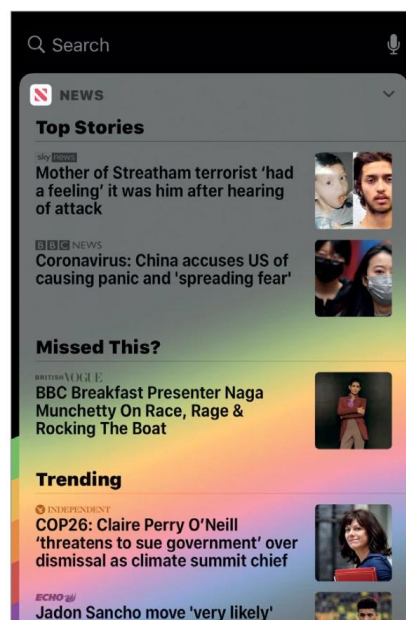 Search
NEWS
Top Stories
sky news
Mother of Streatham terrorist ‘had
a feeling’ it was him after hearing
of attack
BBC NEWS
Coronavirus: China accuses US of
causing panic and 'spreading fear'
Missed This?
BRITISH VOGUE
BBC Breakfast Presenter Naga
Munchetty On Race, Rage &
Rocking The Boat
Trending
INDEPENDENT
COP26: Claire Perry O’Neill
‘threatens to sue government’ over
dismissal as climate summit chief
ECHO
Jadon Sancho move 'very likely'